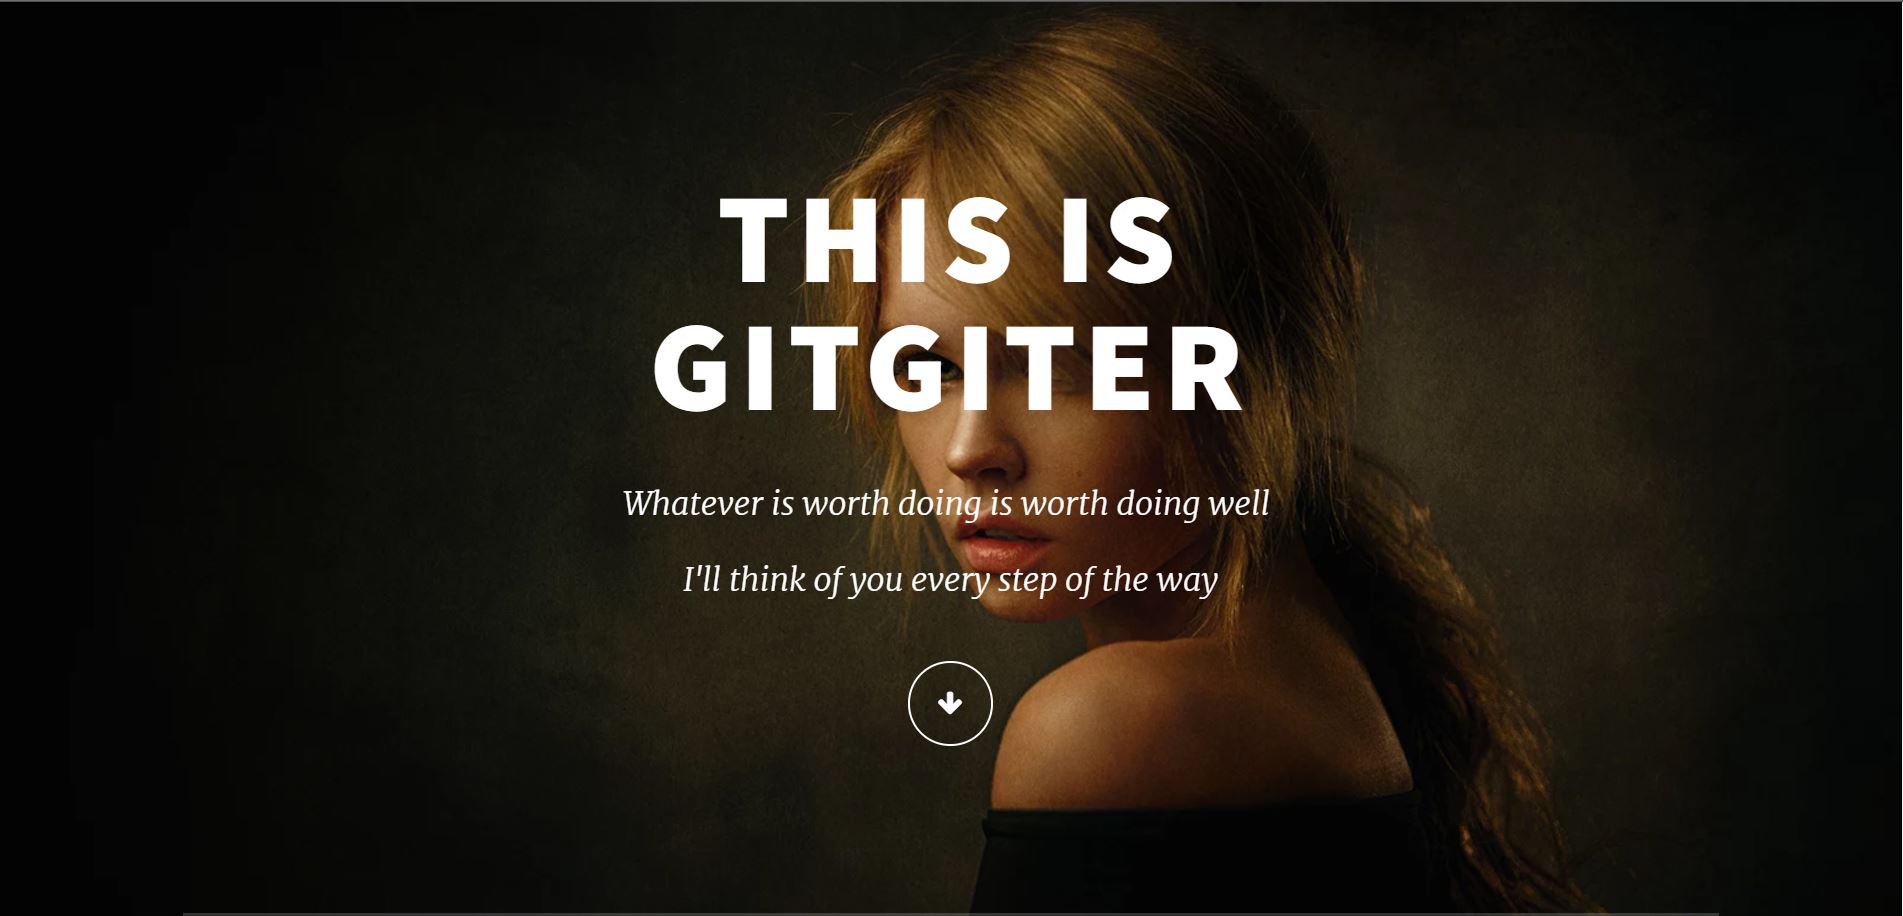 THIS IS
GITGITER
Whatever is worth doing is worth doing well
I'll think of you every step of the way